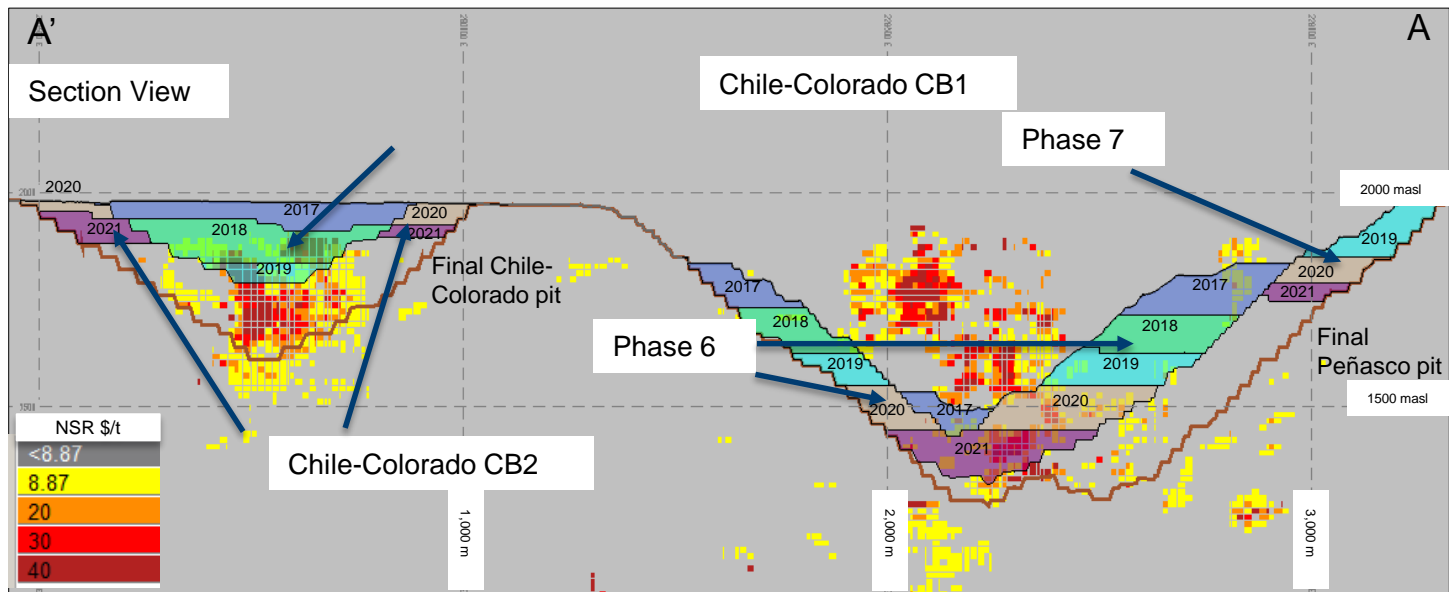 A'
A
Section View
Chile-Colorado CB1
Phase 7
2000 masl
2020
2017
2020
2021
2018
2021
2019
Final Chile-
Colorado pit
2017
2018
2019
2020
2017
2020
2021
2017
2018
2019
2019
2020
2021
Phase 6
Final
Peñasco pit
1500 masl
Chile-Colorado CB2
NSR $/t
<8.87
8.87
20
30
40
1,000 m
2,000 m
3,000 m